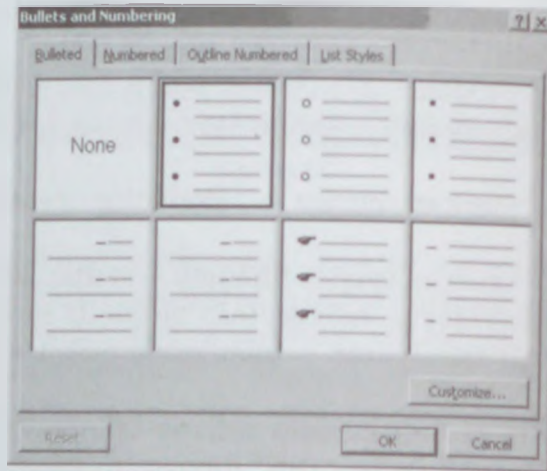 Bullets and Numbering ? x
Bulleted Numbered Outline Numbered List Styles
None
Customize...
Reset OK Cancel